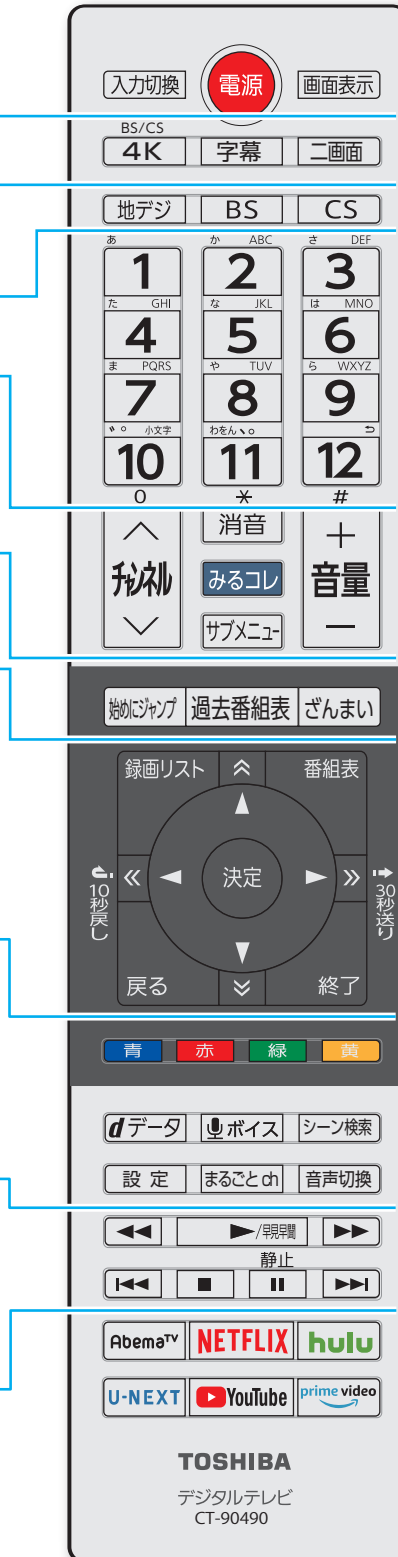 入力切換 電源 画面表示
BS/CS
4K 字幕 二画面
地デジ BS CS
あ か ABC さ DEF
1 2 3
た GHI な JKL は MNO
4 5 6
ま PQRS や TUV ら WXYZ
7 8 9
゛゜ 小文字 わをん、。
10 11 12
0 * #
消音 +
チャンネル みるコレ 音量
サブメニュー −
始めにジャンプ 過去番組表 ざんまい
録画リスト 番組表
10秒戻し 決定 30秒送り
戻る 終了
青 赤 緑 黄
dデータ ボイス シーン検索
設定 まるごとch 音声切換
/早見早聞
静止
AbemaTV NETFLIX hulu
U-NEXT YouTube prime video
TOSHIBA
デジタルテレビ
CT-90490